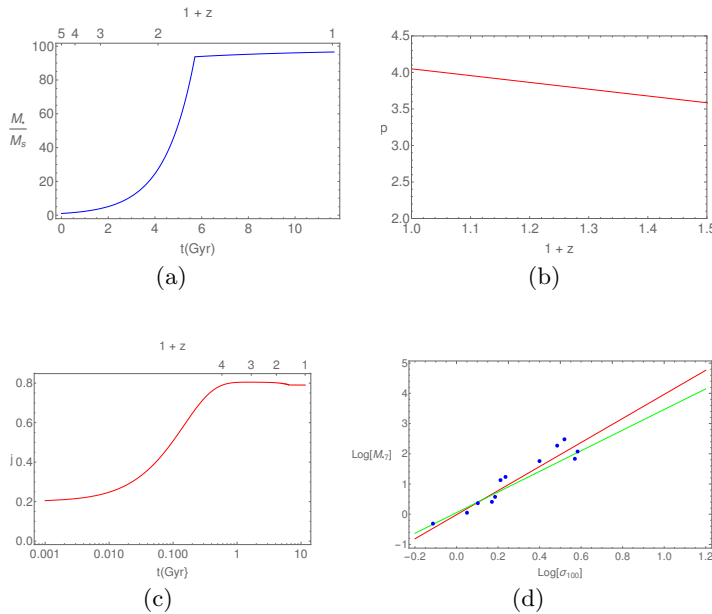 1 + z
5 4 3 2 1
100
80
60
40
20
0
M*
Ms
0 2 4 6 8 10
t(Gyr)
(a)
4.5
4.0
3.5
3.0
2.5
2.0
p
1.0 1.1 1.2 1.3 1.4 1.5
1 + z
(b)
1 + z
4 3 2 1
0.8
0.6
0.4
0.2
0.0
j
0.001 0.010 0.100 1 10
t(Gyr}
(c)
5
4
3
2
1
0
−1
Log[M•7]
−0.2 0.0 0.2 0.4 0.6 0.8 1.0 1.2
Log[σ100]
(d)